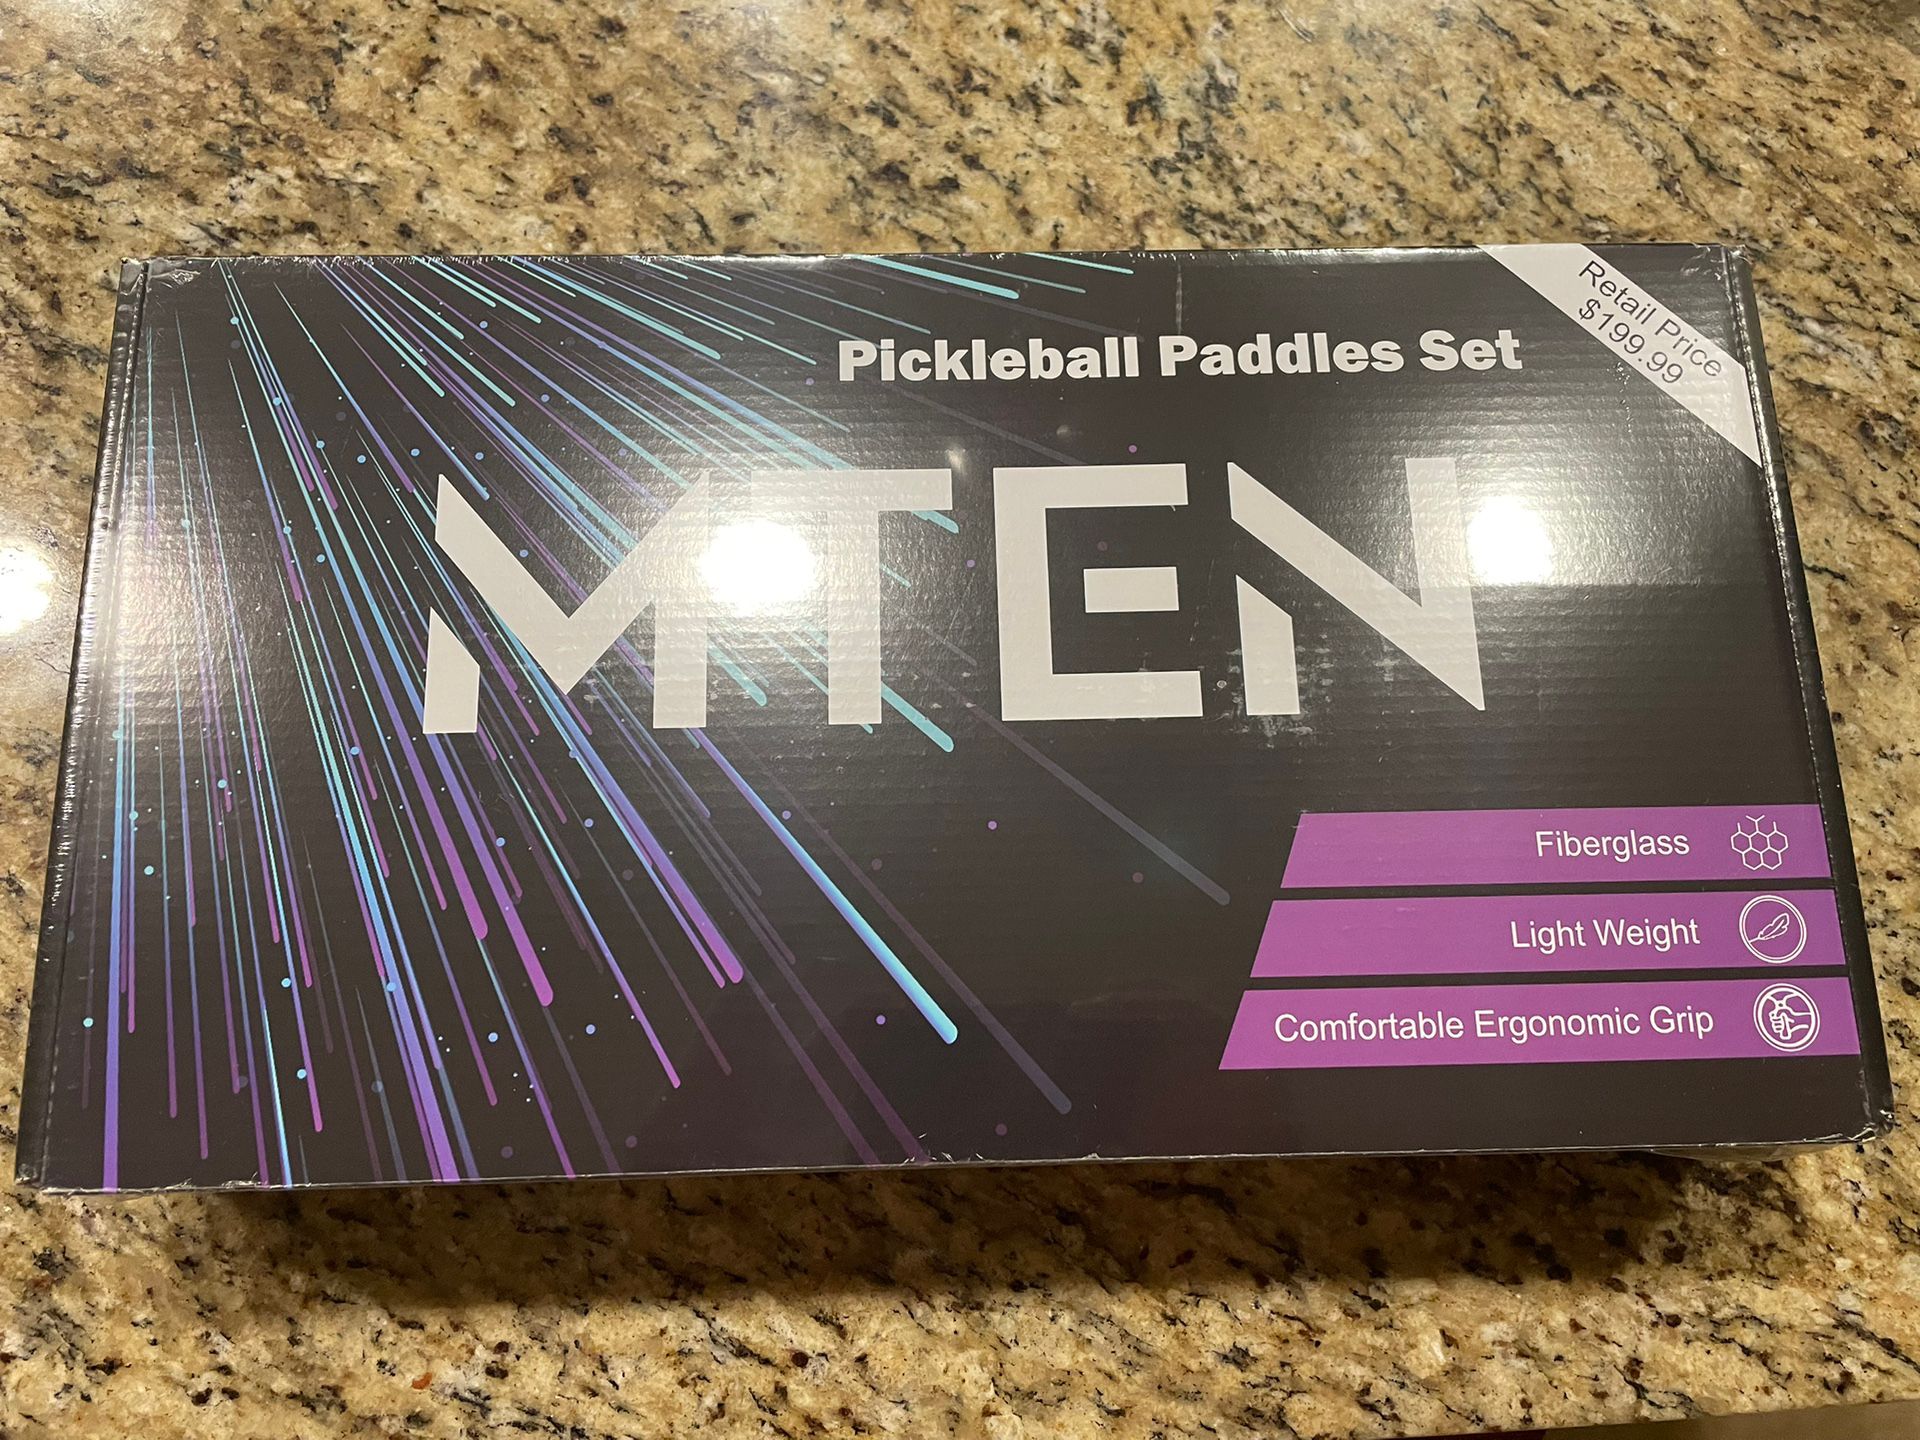 Retail Price
$199.99
Pickleball Paddles Set
MTEN
Fiberglass
Light Weight
Comfortable Ergonomic Grip